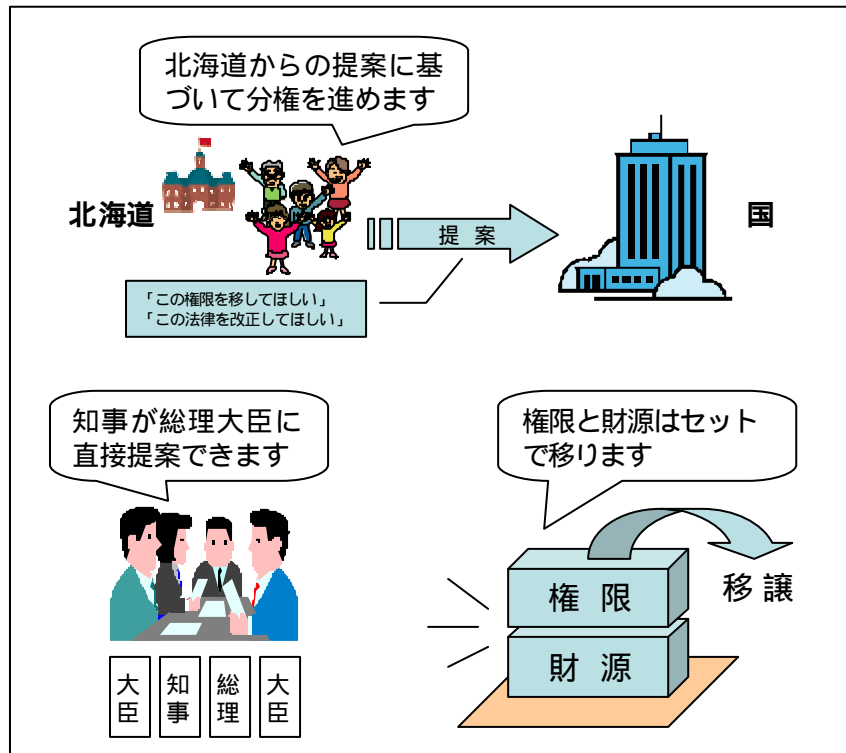 北海道からの提案に基
づいて分権を進めます
北海道
提 案
国
「この権限を移してほしい」
「この法律を改正してほしい」
知事が総理大臣に
直接提案できます
権限と財源はセット
で移ります
権 限
財 源
移 譲
大臣
知事
総理
大臣